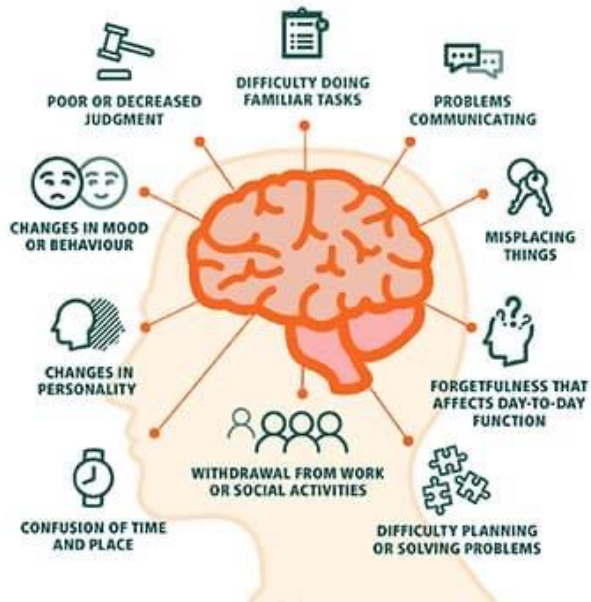 POOR OR DECREASED
JUDGMENT
DIFFICULTY DOING
FAMILIAR TASKS
PROBLEMS
COMMUNICATING
CHANGES IN MOOD
OR BEHAVIOUR
MISPLACING
THINGS
CHANGES IN
PERSONALITY
FORGETFULNESS THAT
AFFECTS DAY-TO-DAY
FUNCTION
CONFUSION OF TIME
AND PLACE
WITHDRAWAL FROM WORK
OR SOCIAL ACTIVITIES
DIFFICULTY PLANNING
OR SOLVING PROBLEMS